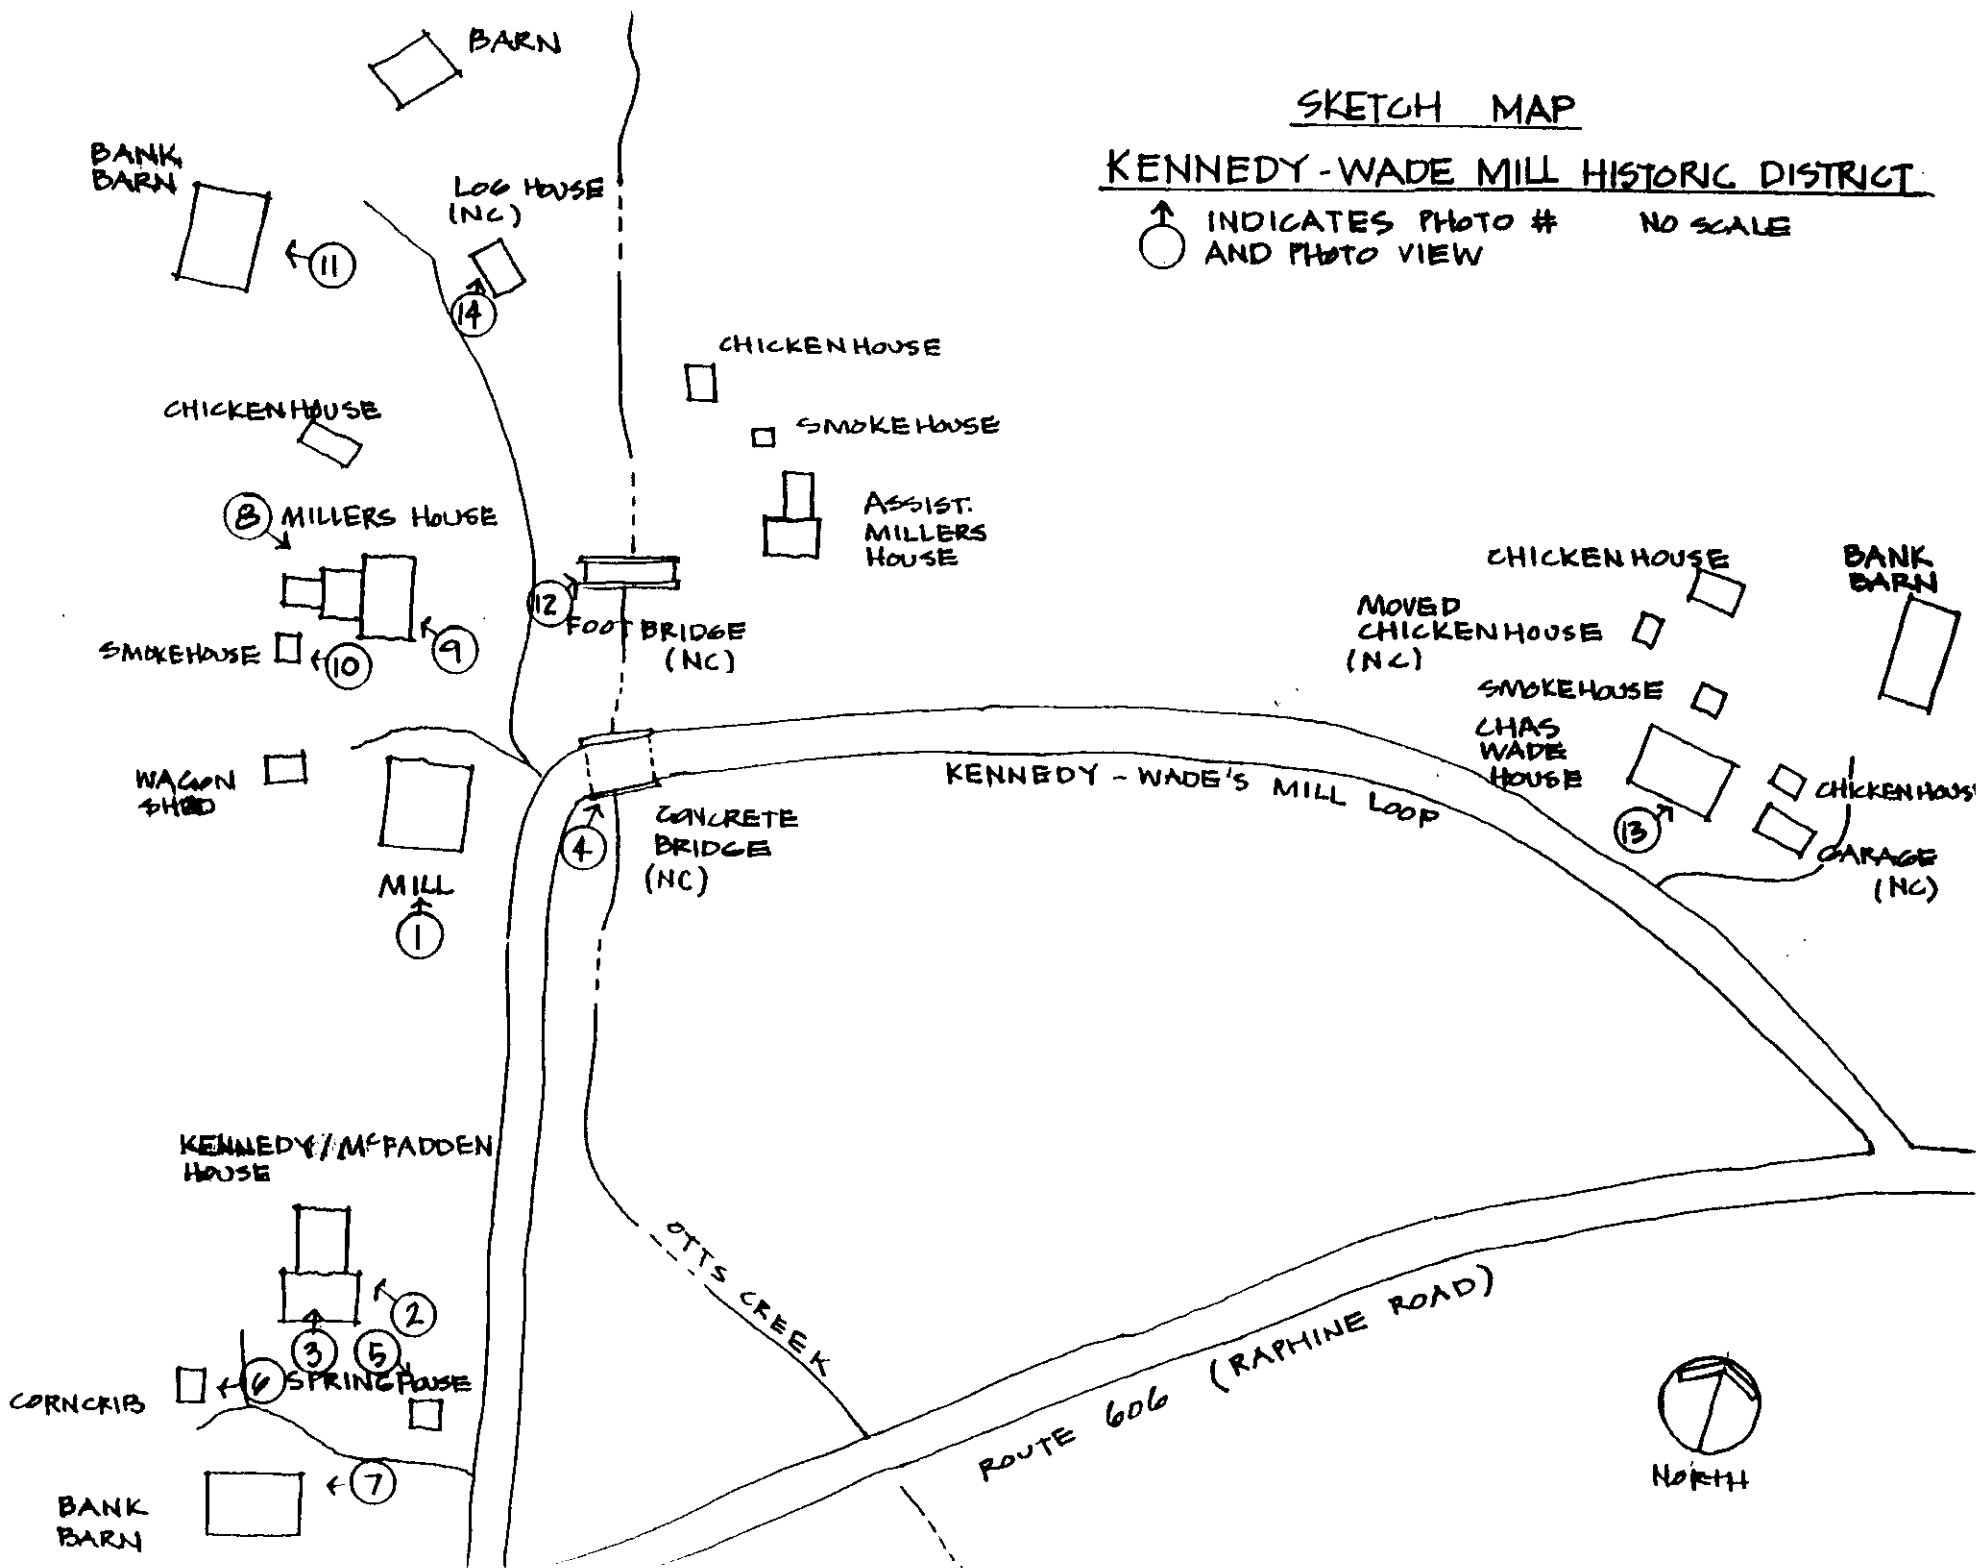 SKETCH MAP
KENNEDY-WADE MILL HISTORIC DISTRICT
INDICATES PHOTO # NO SCALE
AND PHOTO VIEW
BARN
BANK
BARN
LOG HOUSE
(NC)
11
14
CHICKENHOUSE
SMOKEHOUSE
ASSIST.
MILLERS
HOUSE
CHICKENHOUSE
8 MILLERS HOUSE
9
SMOKEHOUSE
10
12
FOOT BRIDGE
(NC)
WAGON
SHED
MILL
1
4
CONCRETE
BRIDGE
(NC)
KENNEDY-WADE'S MILL LOOP
CHICKENHOUSE
BANK
BARN
MOVED
CHICKENHOUSE
(NC)
SMOKEHOUSE
CHAS
WADE
HOUSE
13
CHICKENHOUS
GARAGE
(NC)
KENNEDY/McFADDEN
HOUSE
2
3
5
6
SPRINGHOUSE
CORNCRIB
7
BANK
BARN
OTTS CREEK
ROUTE 606 (RAPHINE ROAD)
NORTH